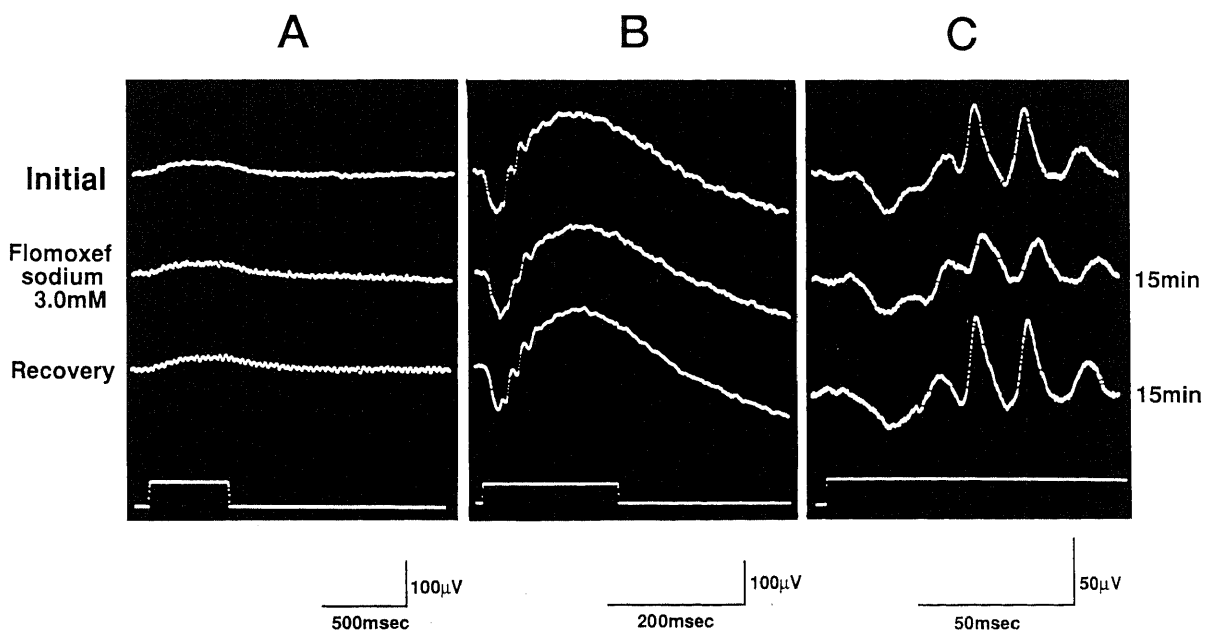 A B C
Initial
Flomoxef
sodium
3.0mM
15min
Recovery
15min
100μV
500msec
100μV
200msec
50μV
50msec